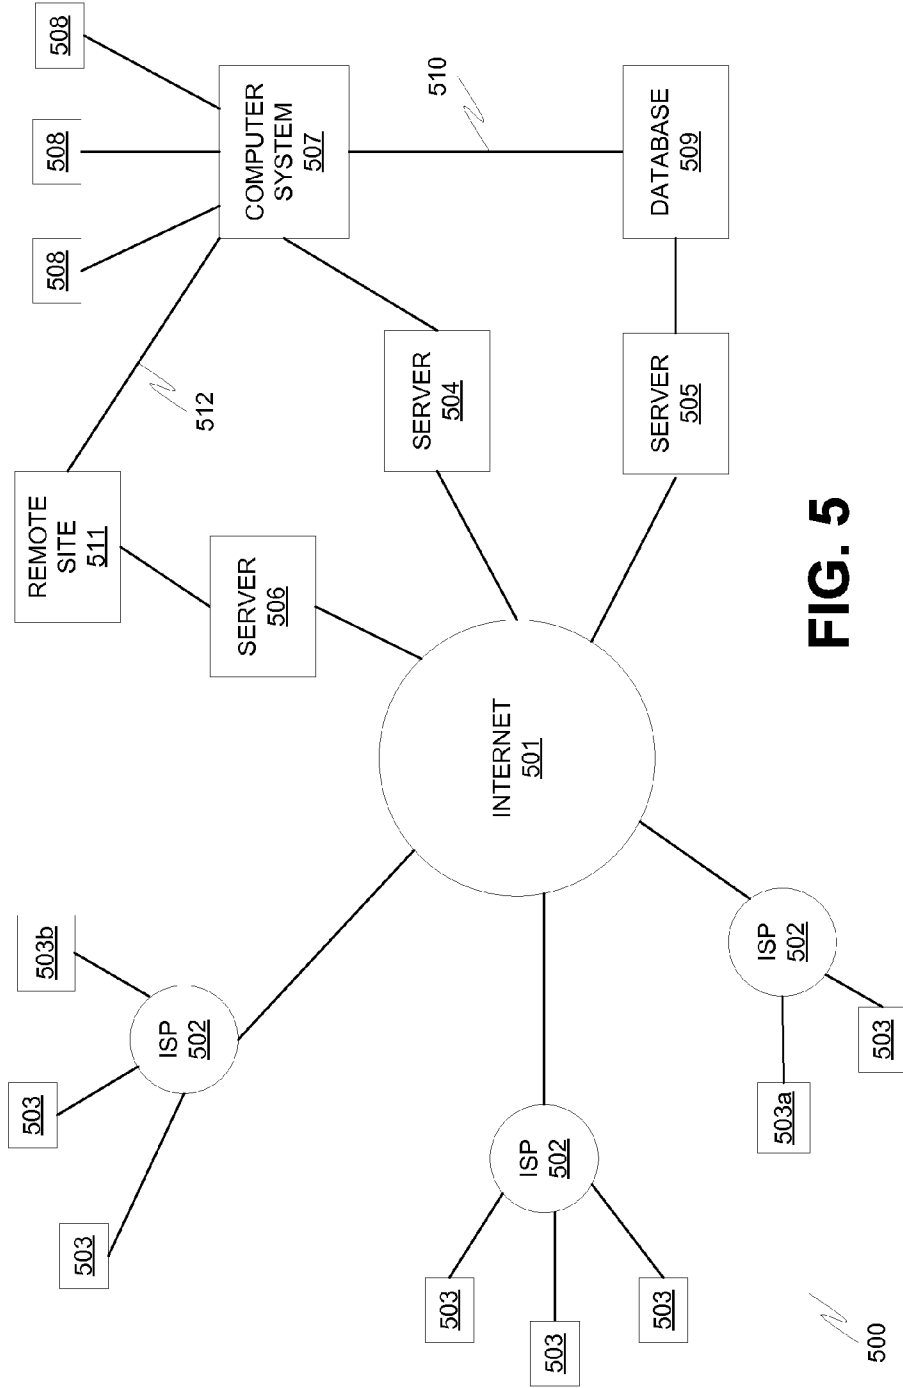 503
503
503b
ISP
502
REMOTE
SITE
511
512
508
508
508
SERVER
506
COMPUTER
SYSTEM
507
SERVER
504
510
INTERNET
501
503
503
503
ISP
502
SERVER
505
DATABASE
509
503a
503
ISP
502
500
FIG. 5